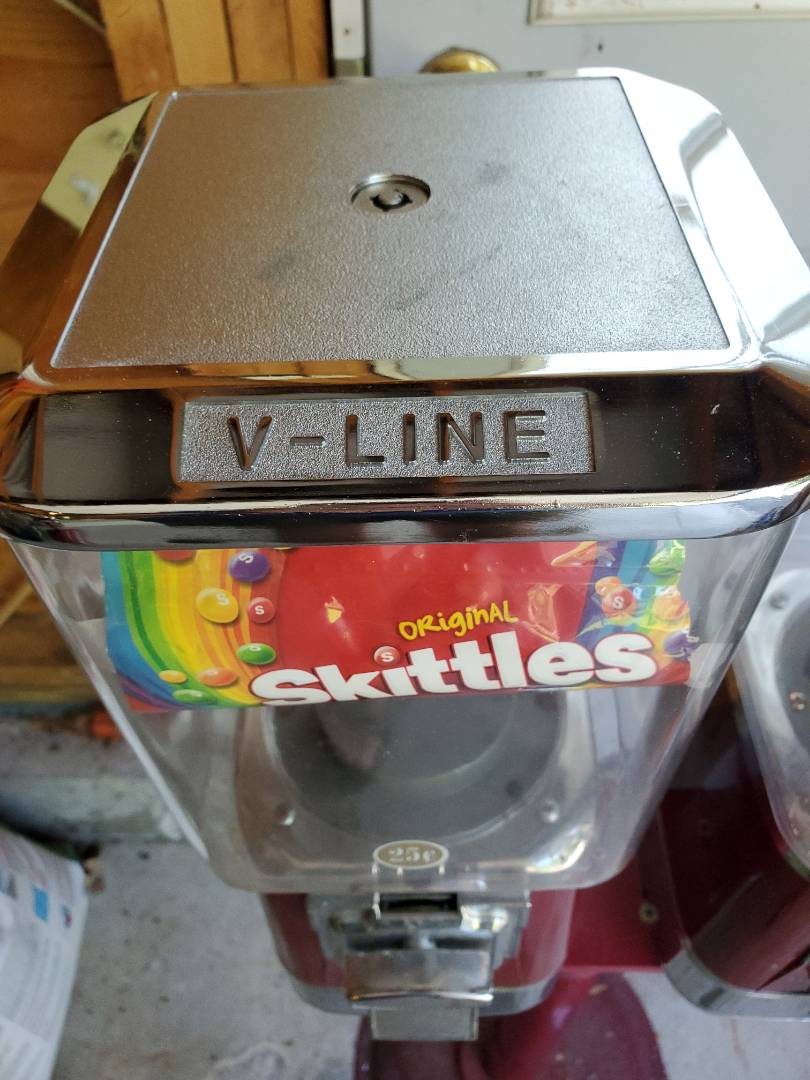 V-LINE
ORiginAL
Skittles
25¢